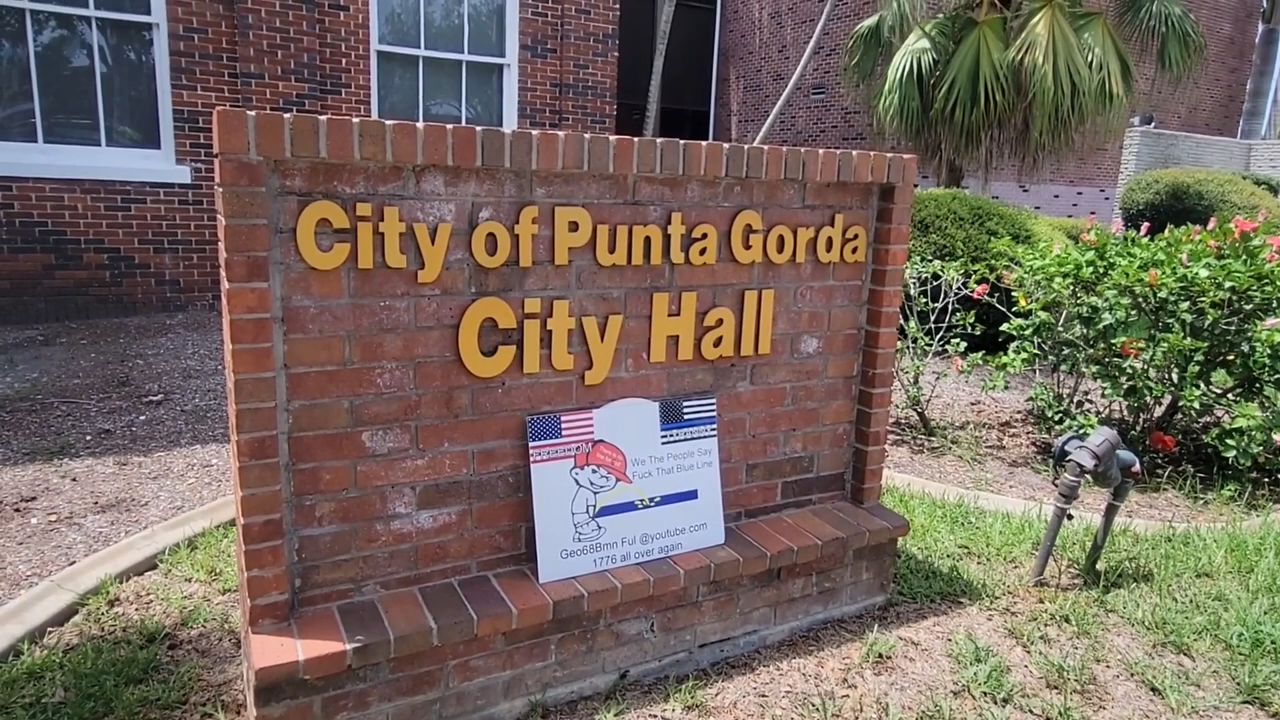 City of Punta Gorda
City Hall
FREEDOM
We The People Say
Fuck That Blue Line
Geo68Bmn Ful @youtube.com
1776 all over again